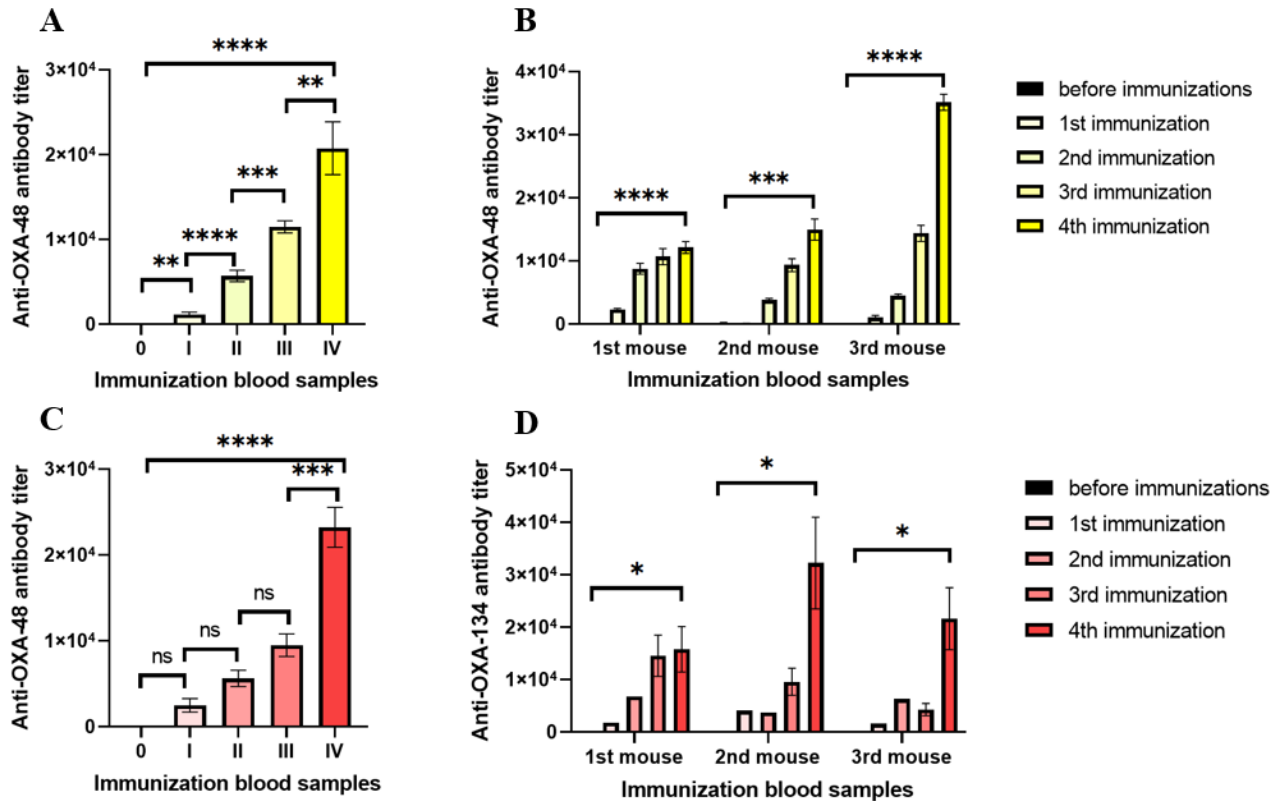 A
Anti-OXA-48 antibody titer
3×10⁴
2×10⁴
1×10⁴
0
****
**
***
****
**
0 I II III IV
Immunization blood samples
B
Anti-OXA-48 antibody titer
4×10⁴
3×10⁴
2×10⁴
1×10⁴
0
****
***
****
1st mouse 2nd mouse 3rd mouse
Immunization blood samples
before immunizations
1st immunization
2nd immunization
3rd immunization
4th immunization
C
Anti-OXA-48 antibody titer
3×10⁴
2×10⁴
1×10⁴
0
****
***
ns
ns
ns
0 I II III IV
Immunization blood samples
D
Anti-OXA-134 antibody titer
5×10⁴
4×10⁴
3×10⁴
2×10⁴
1×10⁴
0
*
*
*
1st mouse 2nd mouse 3rd mouse
Immunization blood samples
before immunizations
1st immunization
2nd immunization
3rd immunization
4th immunization